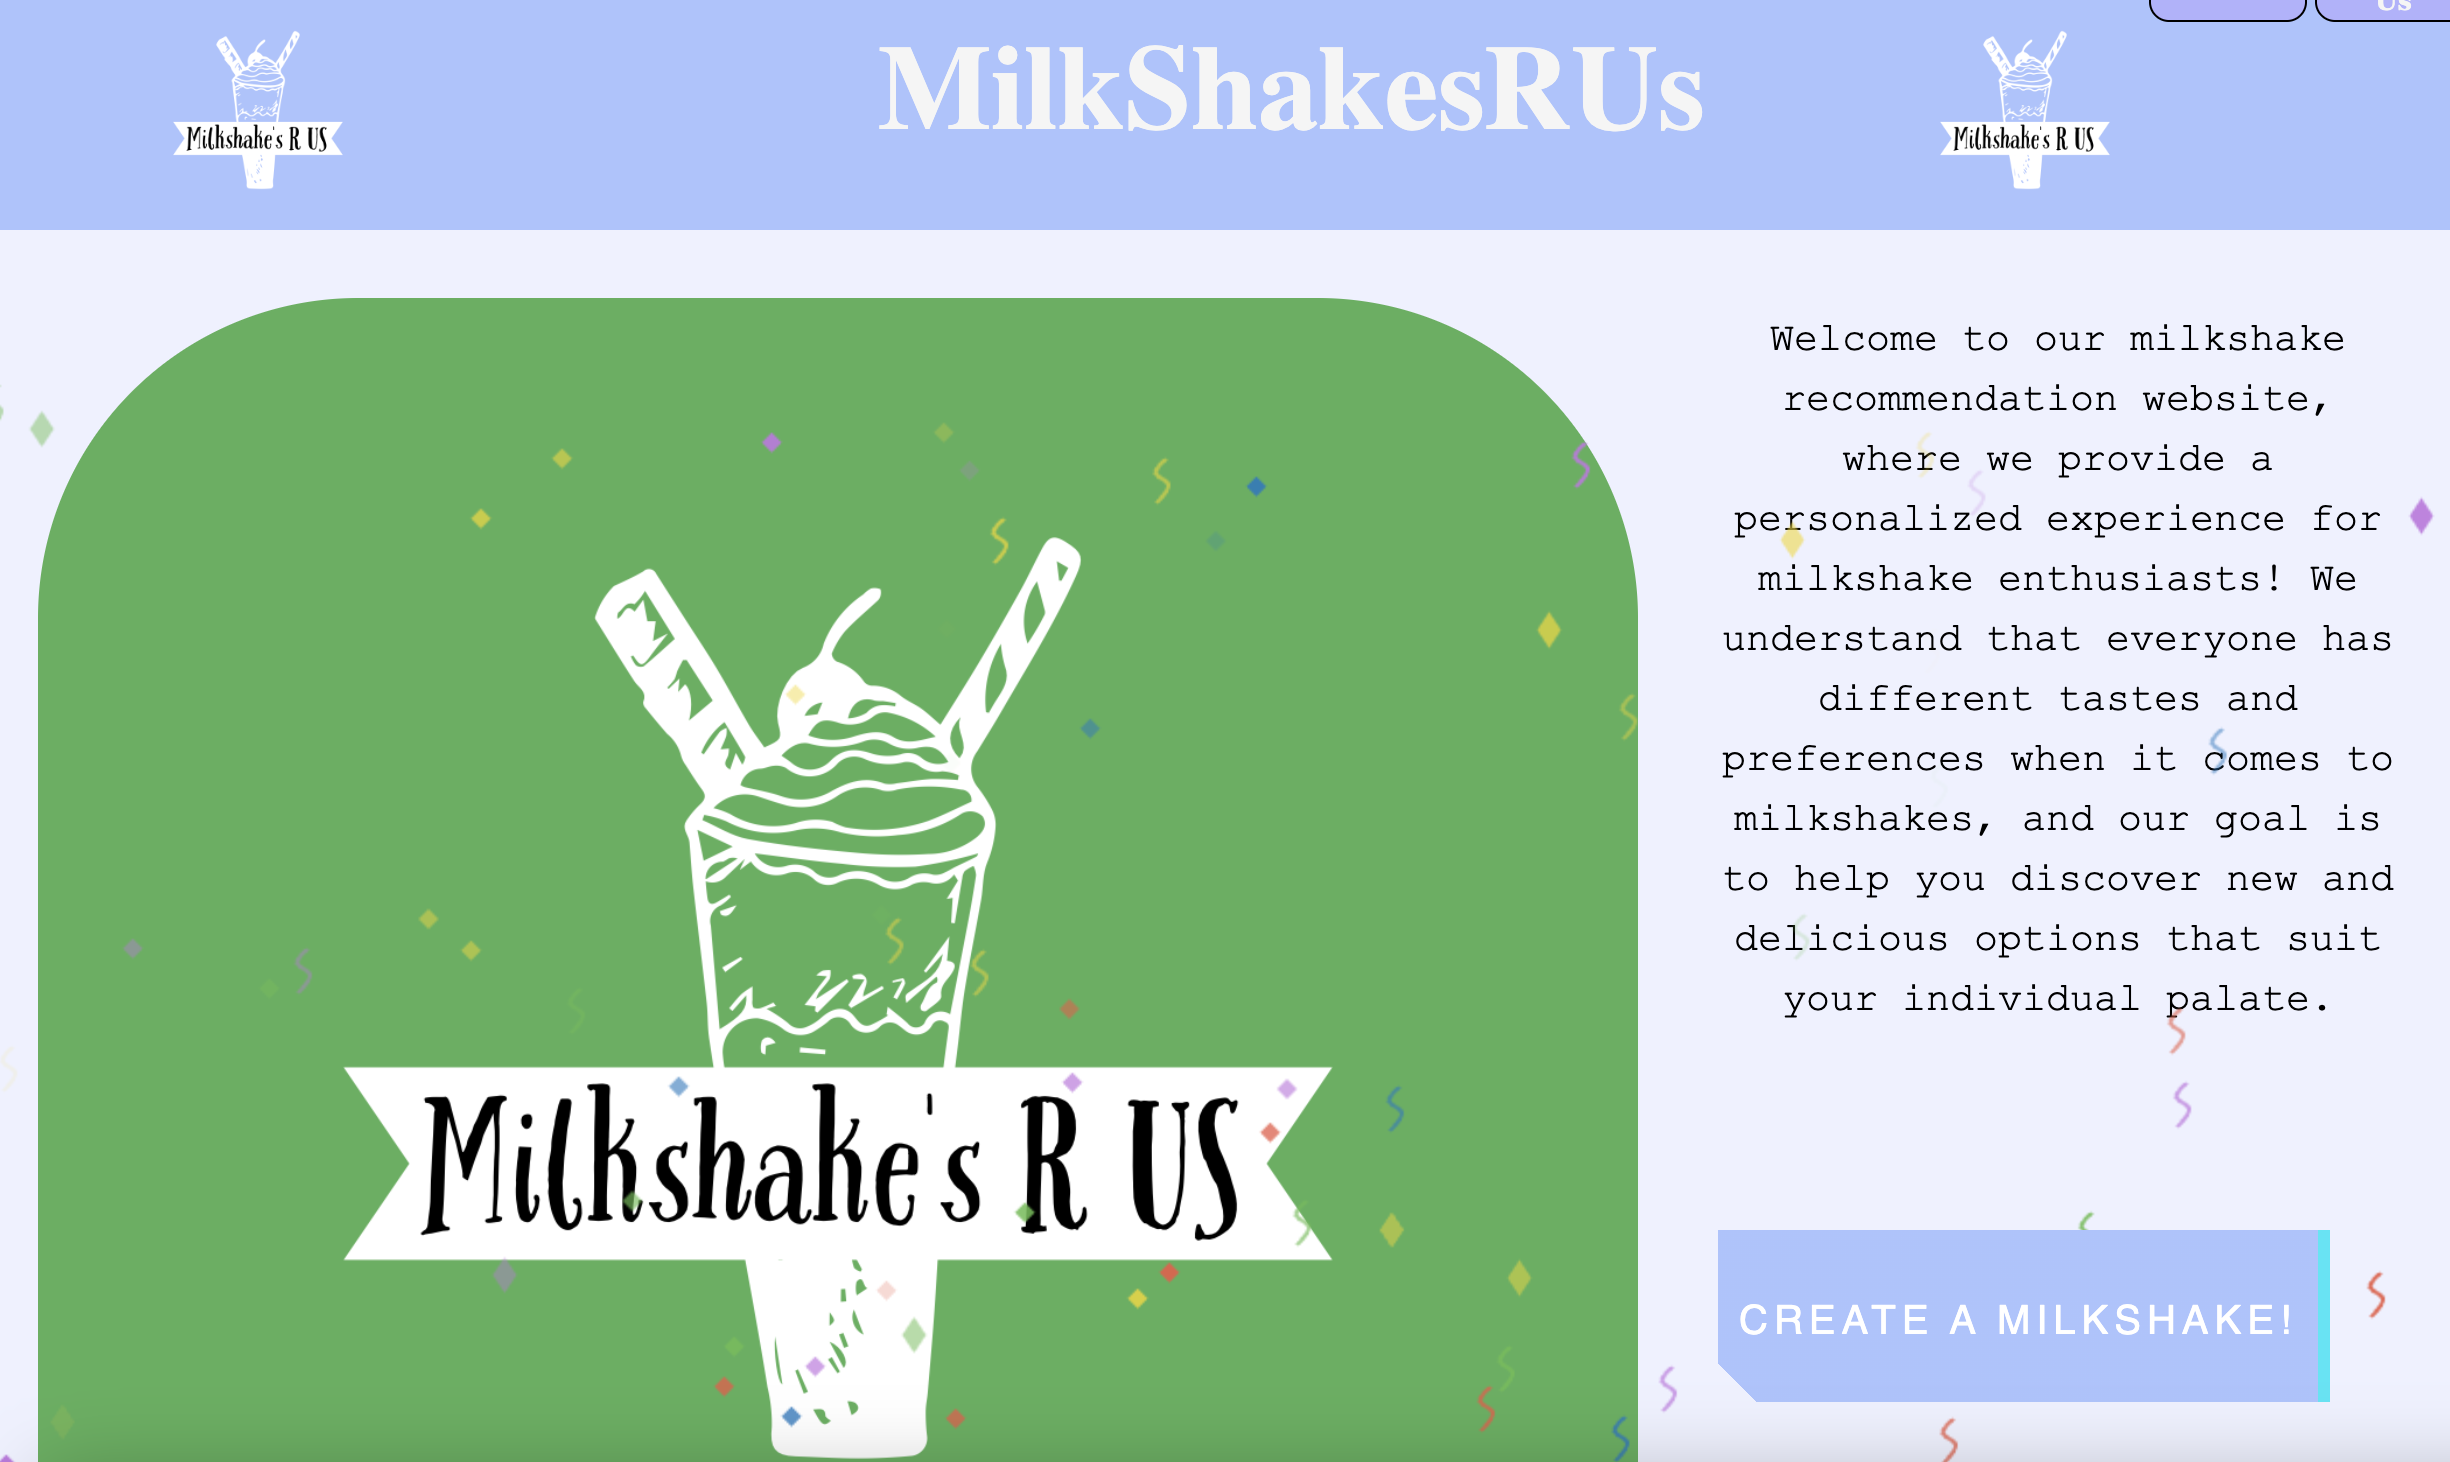 Us
MilkShakesRUs
Milkshake's R US
Milkshake's R US
Welcome to our milkshake
recommendation website,
where we provide a
personalized experience for
milkshake enthusiasts! We
understand that everyone has
different tastes and
preferences when it comes to
milkshakes, and our goal is
to help you discover new and
delicious options that suit
your individual palate.
Milkshake's R US
CREATE A MILKSHAKE!